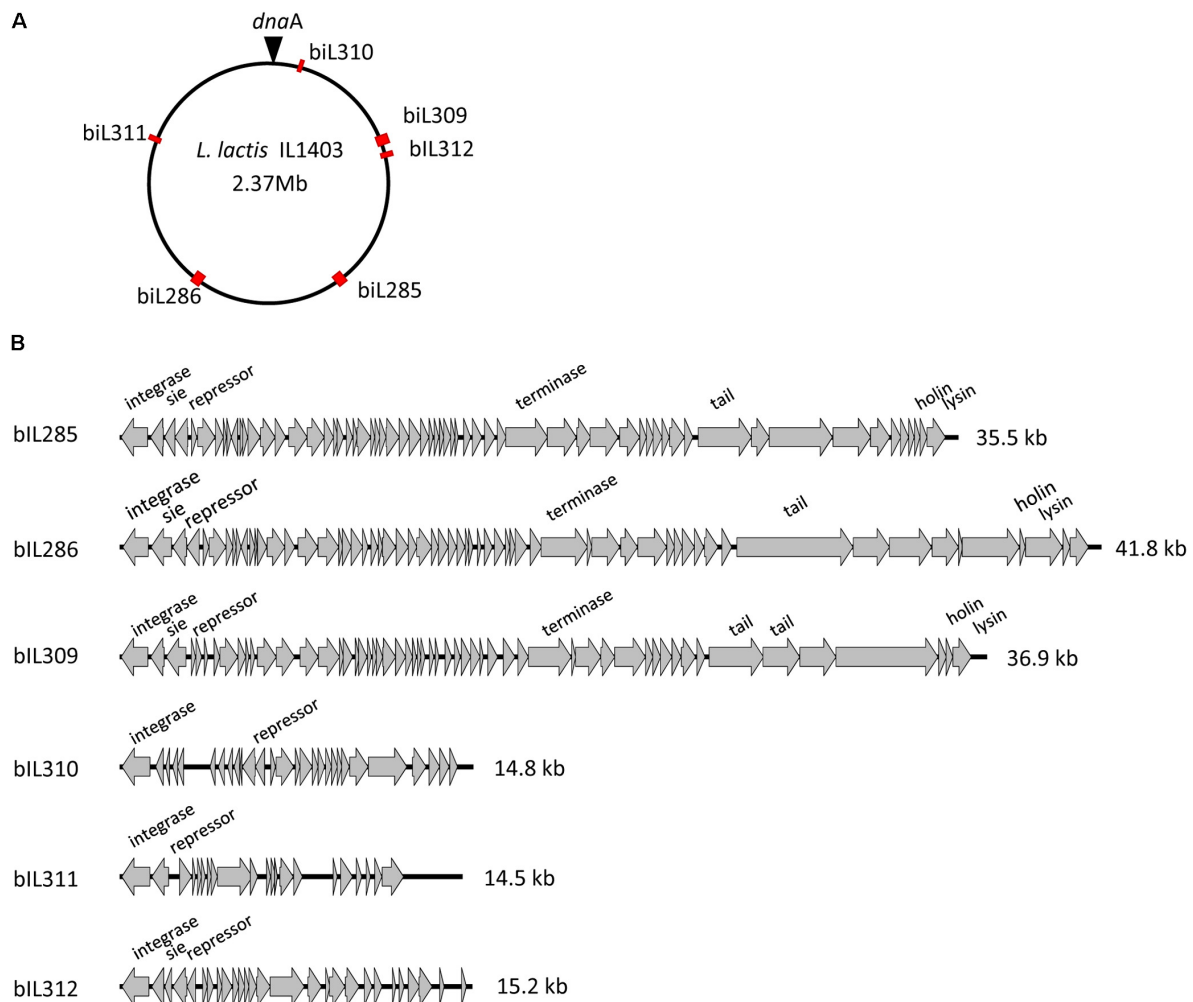 A
dnaA
biL310
biL309
biL311
bIL312
L. lactis IL1403
2.37Mb
biL286
biL285
B
integrase
sie
repressor
terminase
tail
holin
lysin
bIL285
35.5 kb
integrase
sie
repressor
terminase
tail
holin
lysin
bIL286
41.8 kb
integrase
sie
repressor
terminase
tail
tail
holin
lysin
bIL309
36.9 kb
integrase
repressor
bIL310
14.8 kb
integrase
repressor
bIL311
14.5 kb
integrase
sie
repressor
bIL312
15.2 kb